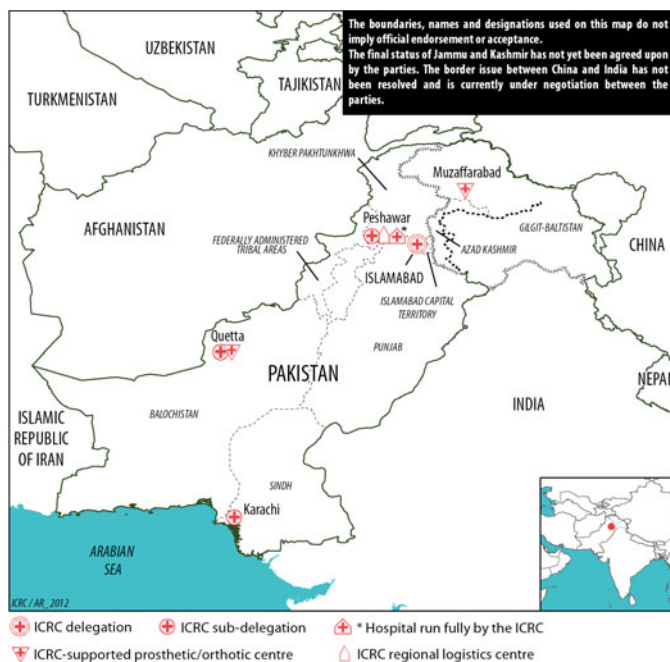 The boundaries, names and designations used on this map do not
imply official endorsement or acceptance.
The final status of Jammu and Kashmir has not yet been agreed upon
by the parties. The border issue between China and India has not
been resolved and is currently under negotiation between the
parties.
UZBEKISTAN
TAJIKISTAN
TURKMENISTAN
KHYBER PAKHTUNKHWA
Muzaffarabad
AFGHANISTAN
Peshawar
*
GILGIT-BALTISTAN
FEDERALLY ADMINISTERED
TRIBAL AREAS
AZAD KASHMIR
CHINA
ISLAMABAD
ISLAMABAD CAPITAL
TERRITORY
Quetta
PUNJAB
PAKISTAN
NEPAL
INDIA
ISLAMIC
REPUBLIC
OF IRAN
BALOCHISTAN
SINDH
Karachi
ARABIAN
SEA
ICRC / AR_2012
ICRC delegation
ICRC sub-delegation
* Hospital run fully by the ICRC
ICRC-supported prosthetic/orthotic centre
ICRC regional logistics centre